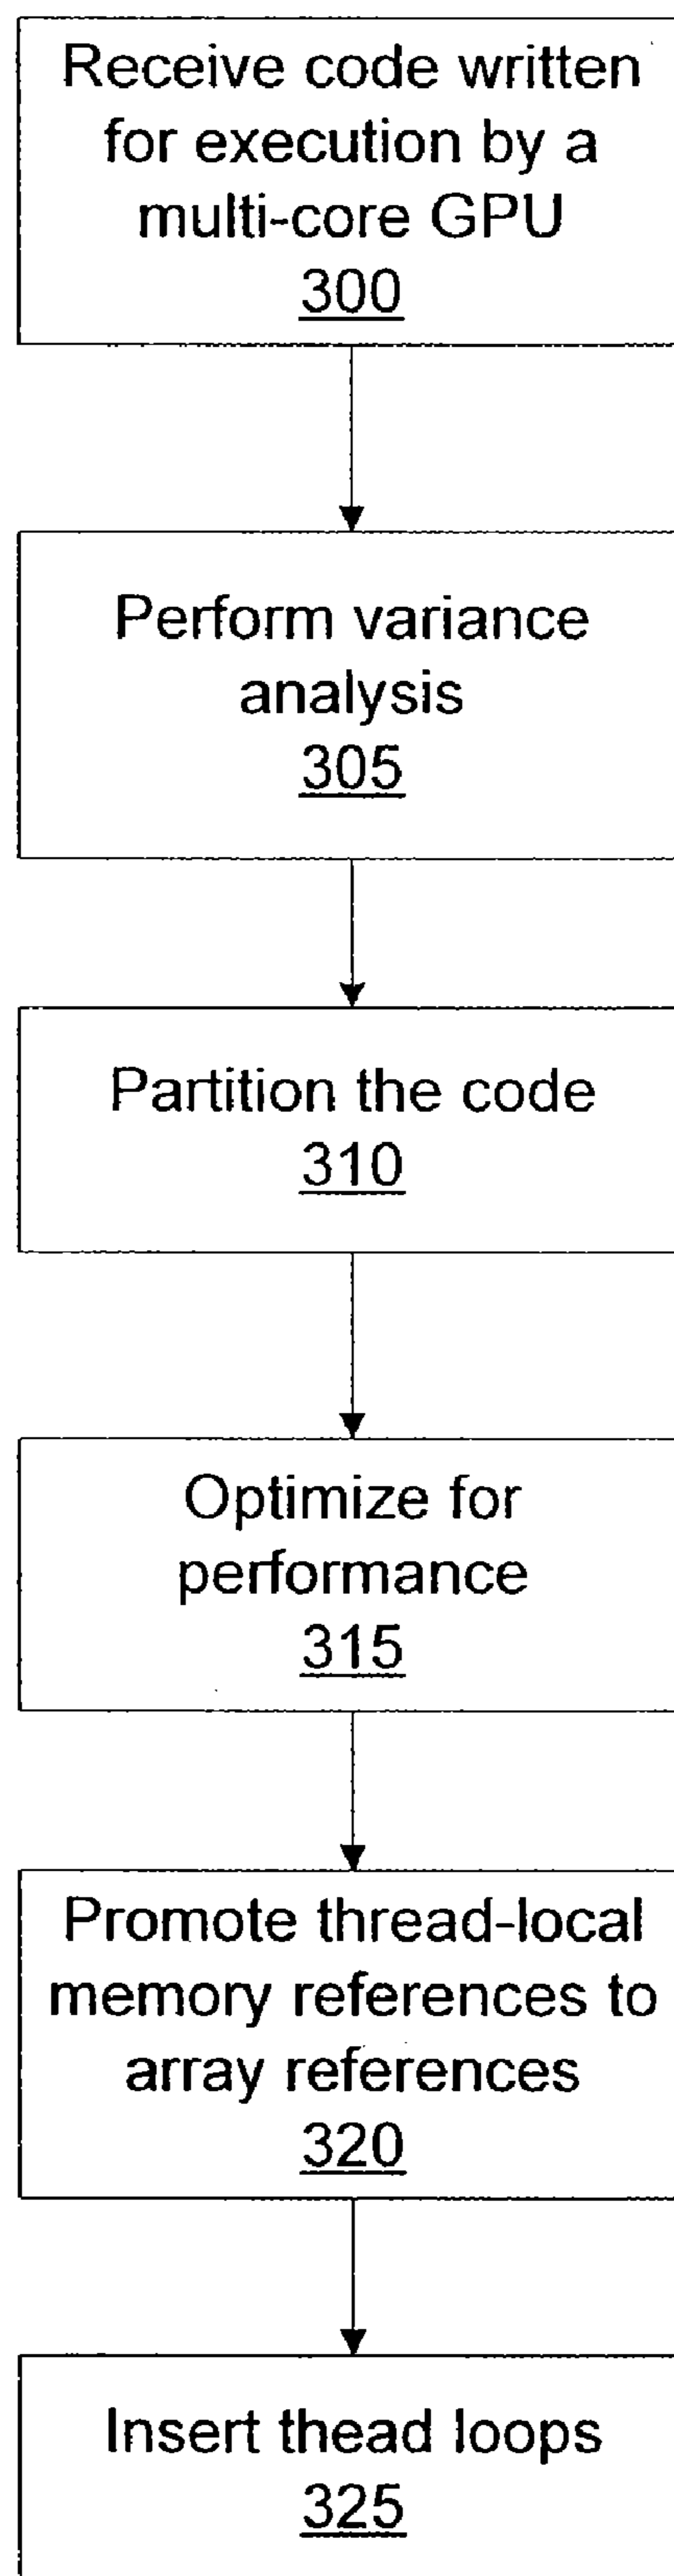 Receive code written
for execution by a
multi-core GPU
300
Perform variance
analysis
305
Partition the code
310
Optimize for
performance
315
Promote thread-local
memory references to
array references
320
Insert thead loops
325